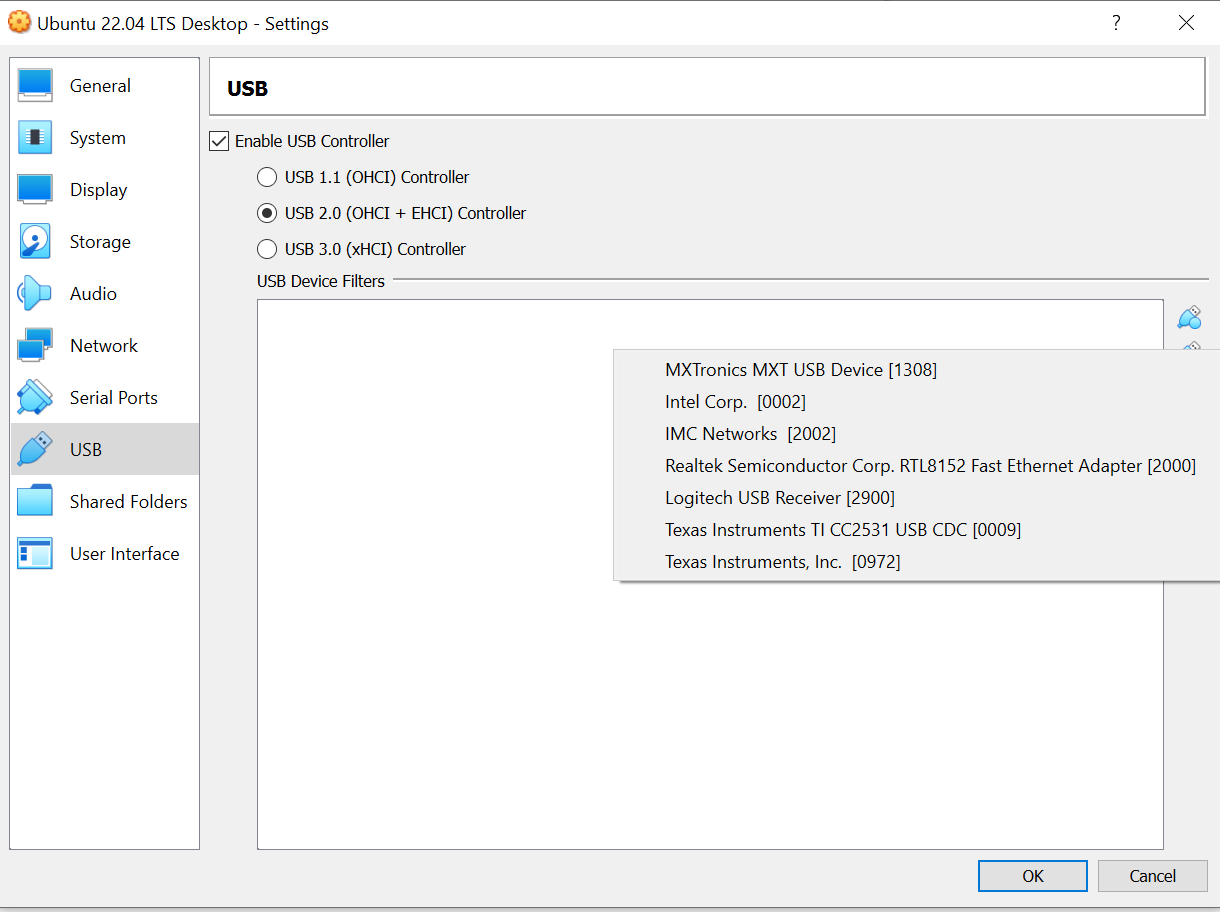 Ubuntu 22.04 LTS Desktop - Settings
?
General
System
Display
Storage
Audio
Network
Serial Ports
USB
Shared Folders
User Interface
USB
Enable USB Controller
USB 1.1 (OHCI) Controller
USB 2.0 (OHCI + EHCI) Controller
USB 3.0 (xHCI) Controller
USB Device Filters
MXTronics MXT USB Device [1308]
Intel Corp.  [0002]
IMC Networks  [2002]
Realtek Semiconductor Corp. RTL8152 Fast Ethernet Adapter [2000]
Logitech USB Receiver [2900]
Texas Instruments TI CC2531 USB CDC [0009]
Texas Instruments, Inc.  [0972]
OK
Cancel